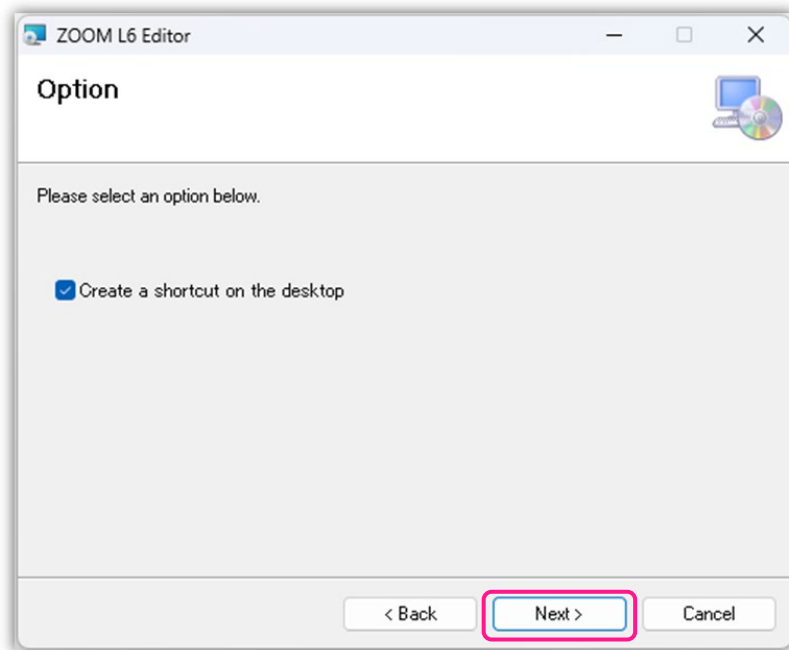 ZOOM L6 Editor
Option
Please select an option below.
Create a shortcut on the desktop
< Back
Next >
Cancel